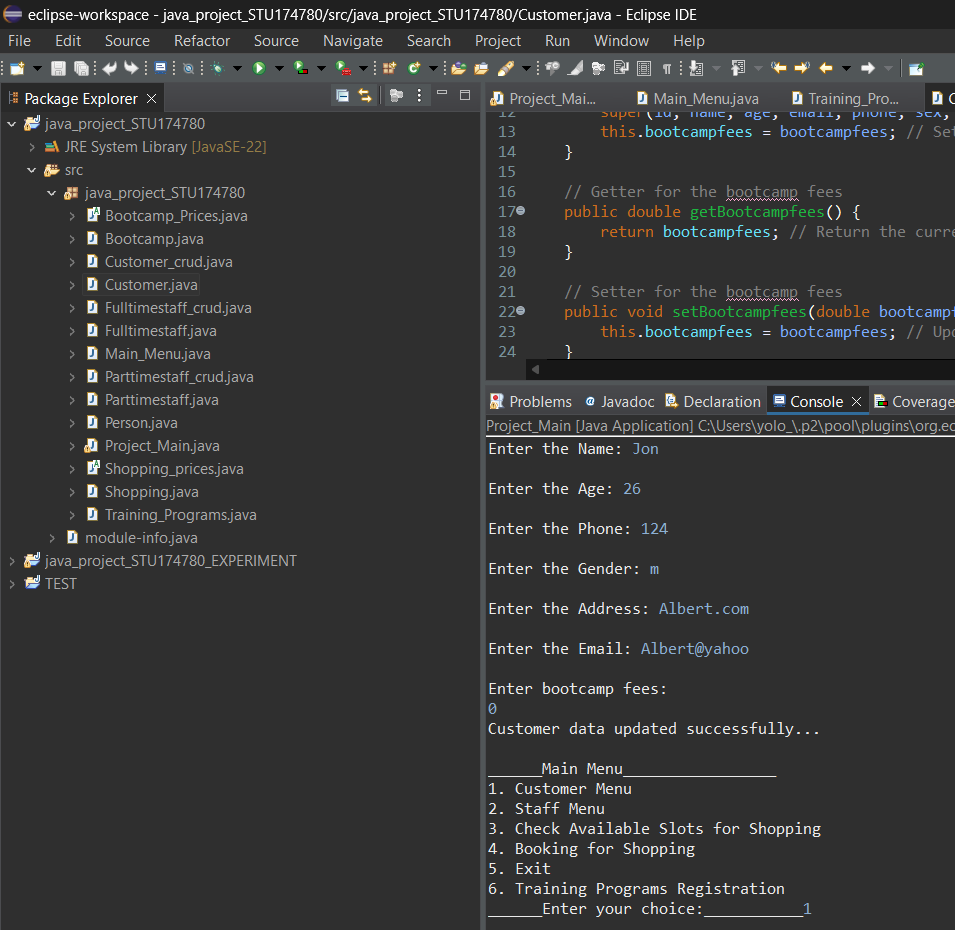 eclipse-workspace - java_project_STU174780/src/java_project_STU174780/Customer.java - Eclipse IDE
File Edit Source Refactor Source Navigate Search Project Run Window Help
Package Explorer
java_project_STU174780
JRE System Library [JavaSE-22]
src
java_project_STU174780
Bootcamp_Prices.java
Bootcamp.java
Customer_crud.java
Customer.java
Fulltimestaff_crud.java
Fulltimestaff.java
Main_Menu.java
Parttimestaff_crud.java
Parttimestaff.java
Person.java
Project_Main.java
Shopping_prices.java
Shopping.java
Training_Programs.java
module-info.java
java_project_STU174780_EXPERIMENT
TEST
Project_Mai... Main_Menu.java Training_Pro...
12 super(id, name, age, email, phone, sex,
13 this.bootcampfees = bootcampfees; // Se
14 }
15
16 // Getter for the bootcamp fees
17 public double getBootcampfees() {
18 return bootcampfees; // Return the curre
19 }
20
21 // Setter for the bootcamp fees
22 public void setBootcampfees(double bootcampf
23 this.bootcampfees = bootcampfees; // Upd
24 }
Problems Javadoc Declaration Console Coverage
Project_Main [Java Application] C:\Users\yolo_\.p2\pool\plugins\org.ec
Enter the Name: Jon
Enter the Age: 26
Enter the Phone: 124
Enter the Gender: m
Enter the Address: Albert.com
Enter the Email: Albert@yahoo
Enter bootcamp fees:
0
Customer data updated successfully...
______Main Menu_________________
1. Customer Menu
2. Staff Menu
3. Check Available Slots for Shopping
4. Booking for Shopping
5. Exit
6. Training Programs Registration
______Enter your choice:___________1